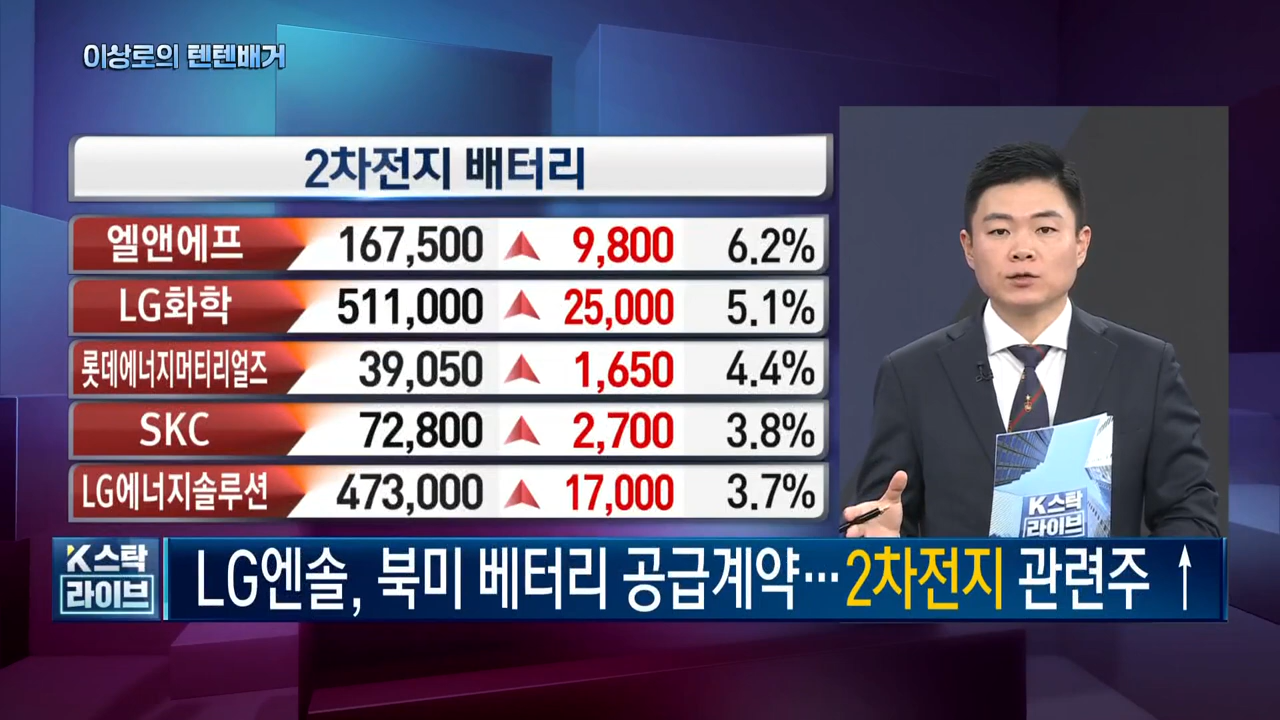 이상로의 텐텐배거
2차전지 배터리
엘앤에프 167,500 ▲ 9,800 6.2%
LG화학 511,000 ▲ 25,000 5.1%
롯데에너지머티리얼즈 39,050 ▲ 1,650 4.4%
SKC 72,800 ▲ 2,700 3.8%
LG에너지솔루션 473,000 ▲ 17,000 3.7%
K스탁
라이브
K스탁
라이브
LG엔솔, 북미 베터리 공급계약…2차전지 관련주 ↑